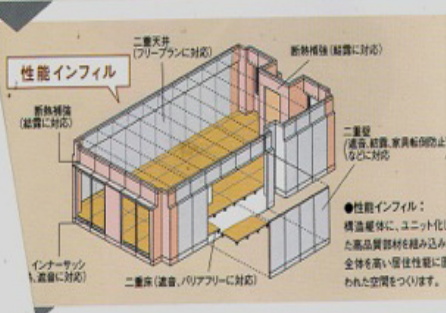 二重天井
(フリープランに対応)
断熱補強(結露に対応)
性能インフィル
断熱補強
(結露に対応)
二重壁
(遮音、結露、家具転倒防止
などに対応
●性能インフィル:
構造躯体に、ユニット化
た高品質部材を組み込み
全体を高い居住性能に
われた空間をつくります。
インナーサッシ
、遮音に対応)
二重床(遮音、バリアフリーに対応)